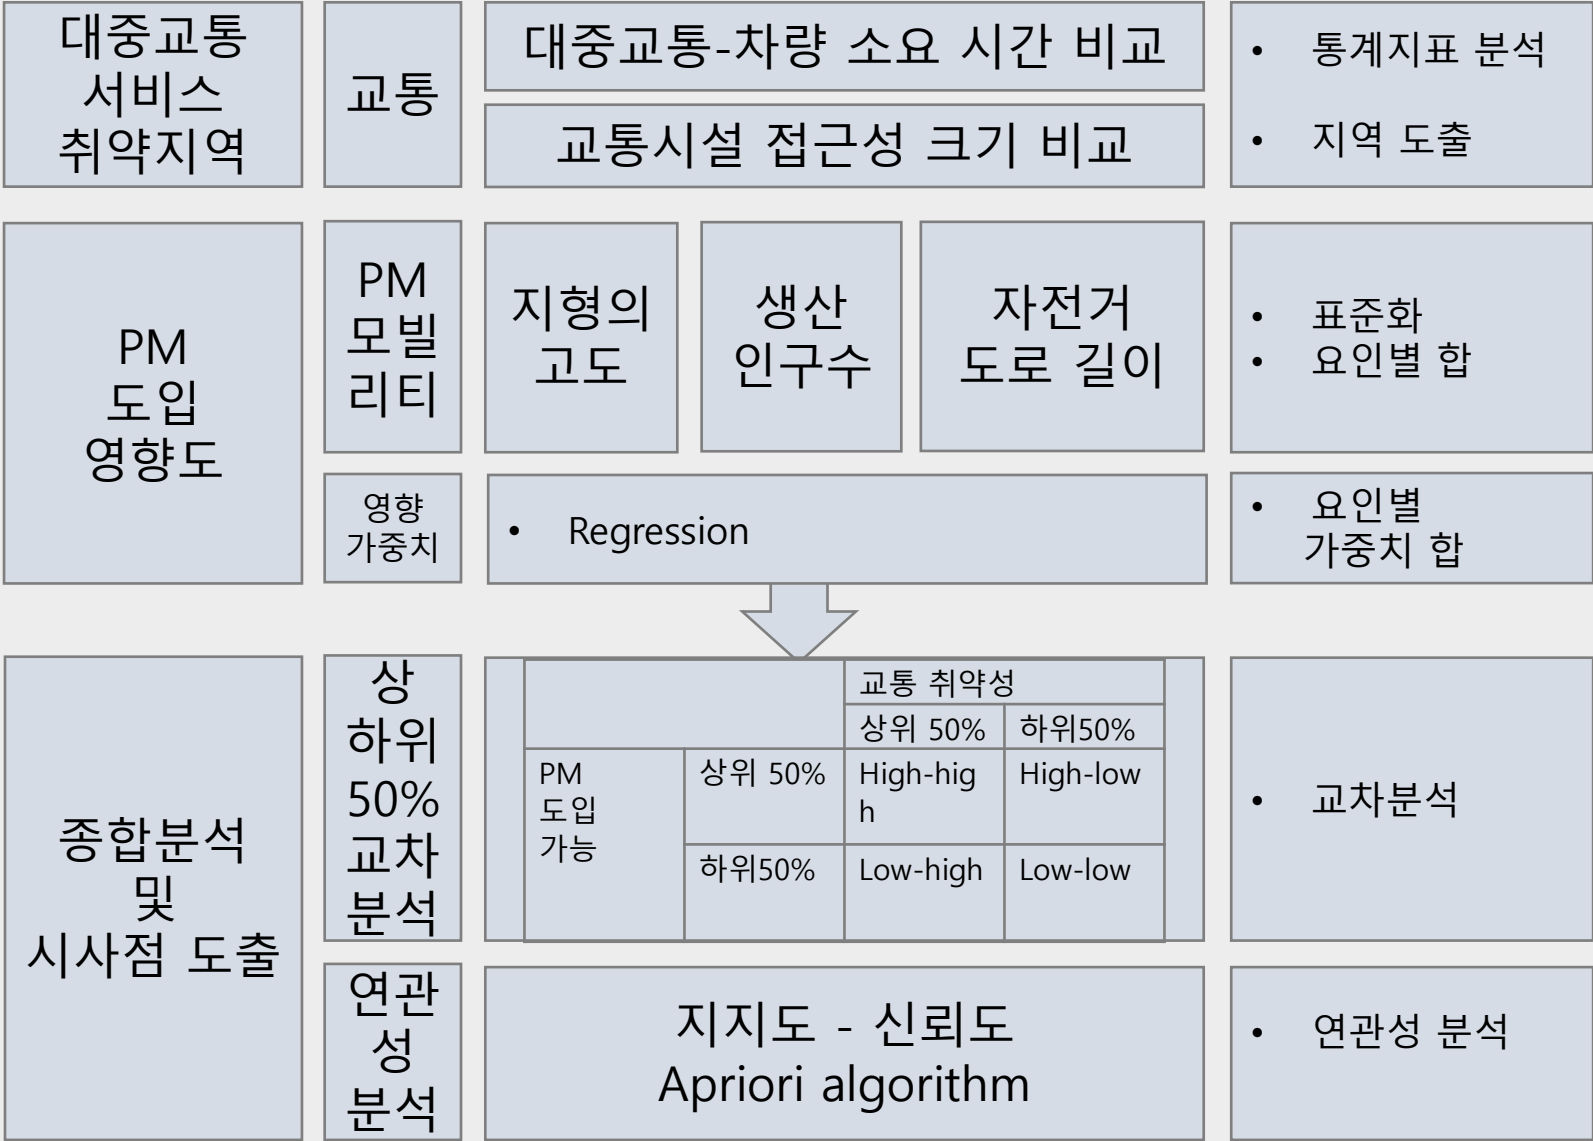 대중교통
서비스
취약지역
교통
대중교통-차량 소요 시간 비교
교통시설 접근성 크기 비교
• 통계지표 분석
• 지역 도출
PM
도입
영향도
PM
모빌
리티
지형의
고도
생산
인구수
자전거
도로 길이
• 표준화
• 요인별 합
영향
가중치
• Regression
• 요인별
가중치 합
종합분석
및
시사점 도출
상
하위
50%
교차
분석
교통 취약성
상위 50%
하위50%
PM
도입
가능
상위 50%
High-hig
h
High-low
하위50%
Low-high
Low-low
• 교차분석
연관
성
분석
지지도 - 신뢰도
Apriori algorithm
• 연관성 분석